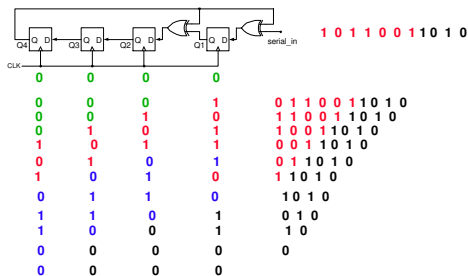 Q D Q D Q D Q D
Q4 Q3 Q2 Q1
serial_in 1 0 1 1 0 0 1 1 0 1 0
CLK
0 0 0 0
0 0 0 1 0 1 1 0 0 1 1 0 1 0
0 0 1 0 1 1 0 0 1 1 0 1 0
0 1 0 1 1 0 0 1 1 0 1 0
1 0 1 1 0 0 1 1 0 1 0
0 1 0 1 0 1 1 0 1 0
1 0 1 0 1 1 0 1 0
0 1 1 0 1 0 1 0
1 1 0 1 0 1 0
1 0 0 1 1 0
0 0 0 0 0
0 0 0 0